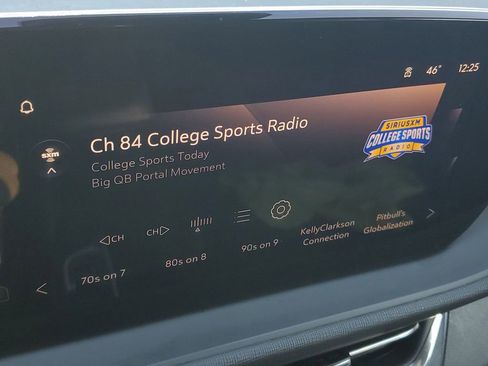 46° 12:25
sxm
Ch 84 College Sports Radio
College Sports Today
Big QB Portal Movement
SIRIUSXM
COLLEGE SPORTS
RADIO
CH CH
70s on 7
80s on 8
90s on 9
KellyClarkson
Connection
Pitbull's
Globalization